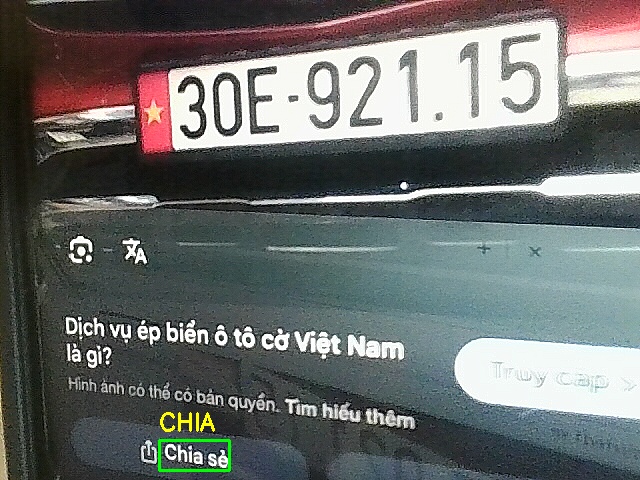 30E-921.15
Dịch vụ ép biển ô tô cờ Việt Nam
là gì?
Truy cập
Hình ảnh có thể có bản quyền. Tìm hiểu thêm
CHIA
Chia sẻ